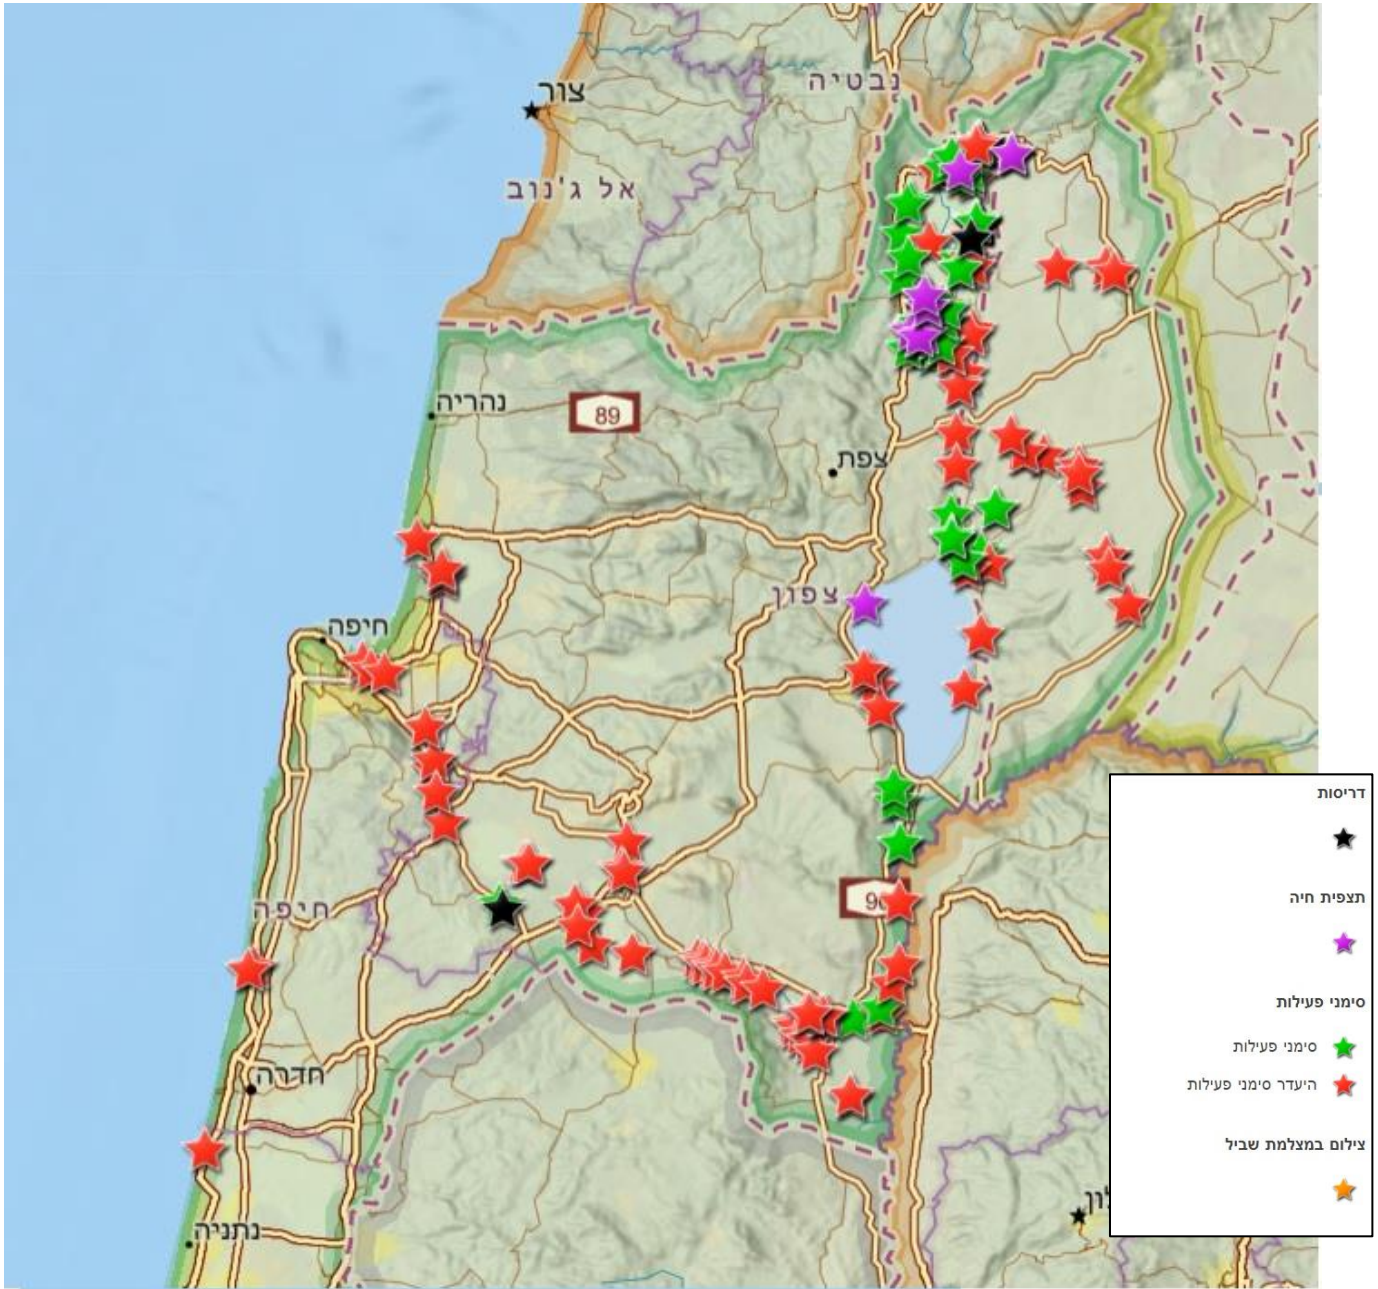 צור
נבטיה
אל ג'נוב
נהריה
89
צפת
צפון
חיפה
חיפה
חדרה
נתניה
דריסות
תצפית חיה
סימני פעילות
סימני פעילות
היעדר סימני פעילות
צילום במצלמת שביל